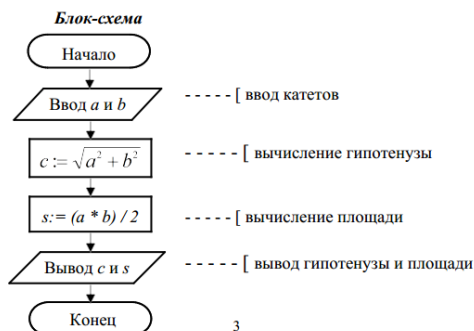 Блок-схема
Начало
Ввод a и b - - - - - [ ввод катетов
c := √a² + b² - - - - - [ вычисление гипотенузы
s:= (a * b) / 2 - - - - - [ вычисление площади
Вывод c и s - - - - - [ вывод гипотенузы и площади
Конец
3